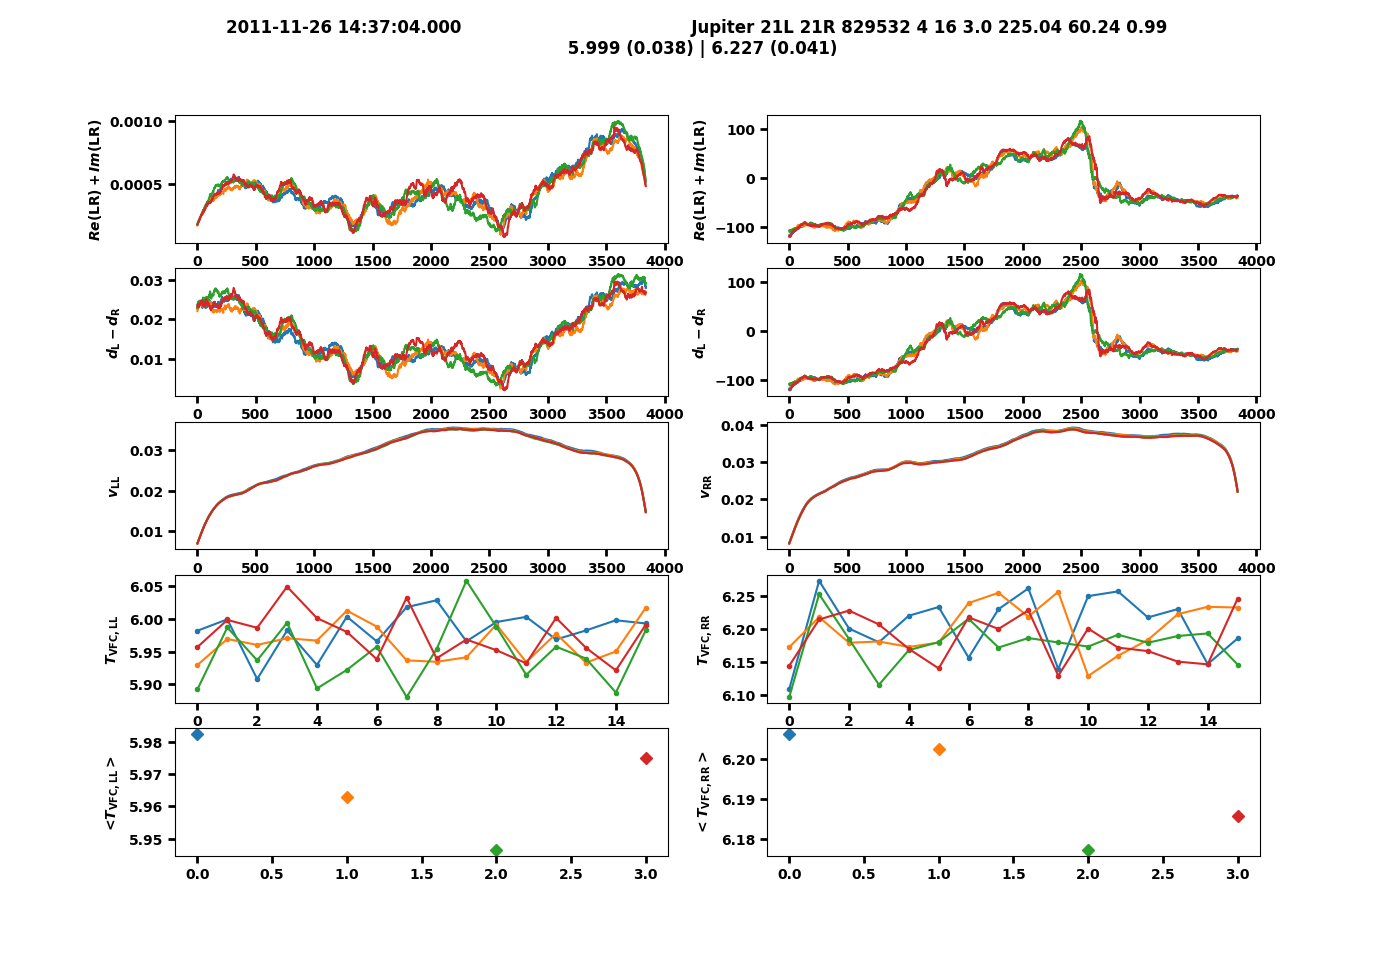 2011-11-26 14:37:04.000 Jupiter 21L 21R 829532 4 16 3.0 225.04 60.24 0.99
5.999 (0.038) | 6.227 (0.041)
Re(LR) + Im(LR)
0.0010
0.0005
0 500 1000 1500 2000 2500 3000 3500 4000
Re(LR) + Im(LR)
100
0
−100
0 500 1000 1500 2000 2500 3000 3500 4000
d_L − d_R
0.03
0.02
0.01
0 500 1000 1500 2000 2500 3000 3500 4000
d_L − d_R
100
0
−100
0 500 1000 1500 2000 2500 3000 3500 4000
v_LL
0.03
0.02
0.01
0 500 1000 1500 2000 2500 3000 3500 4000
v_RR
0.04
0.03
0.02
0.01
0 500 1000 1500 2000 2500 3000 3500 4000
T_VFC,LL
6.05
6.00
5.95
5.90
0 2 4 6 8 10 12 14
T_VFC,RR
6.25
6.20
6.15
6.10
0 2 4 6 8 10 12 14
<T_VFC,LL >
5.98
5.97
5.96
5.95
0.0 0.5 1.0 1.5 2.0 2.5 3.0
< T_VFC,RR >
6.20
6.19
6.18
0.0 0.5 1.0 1.5 2.0 2.5 3.0